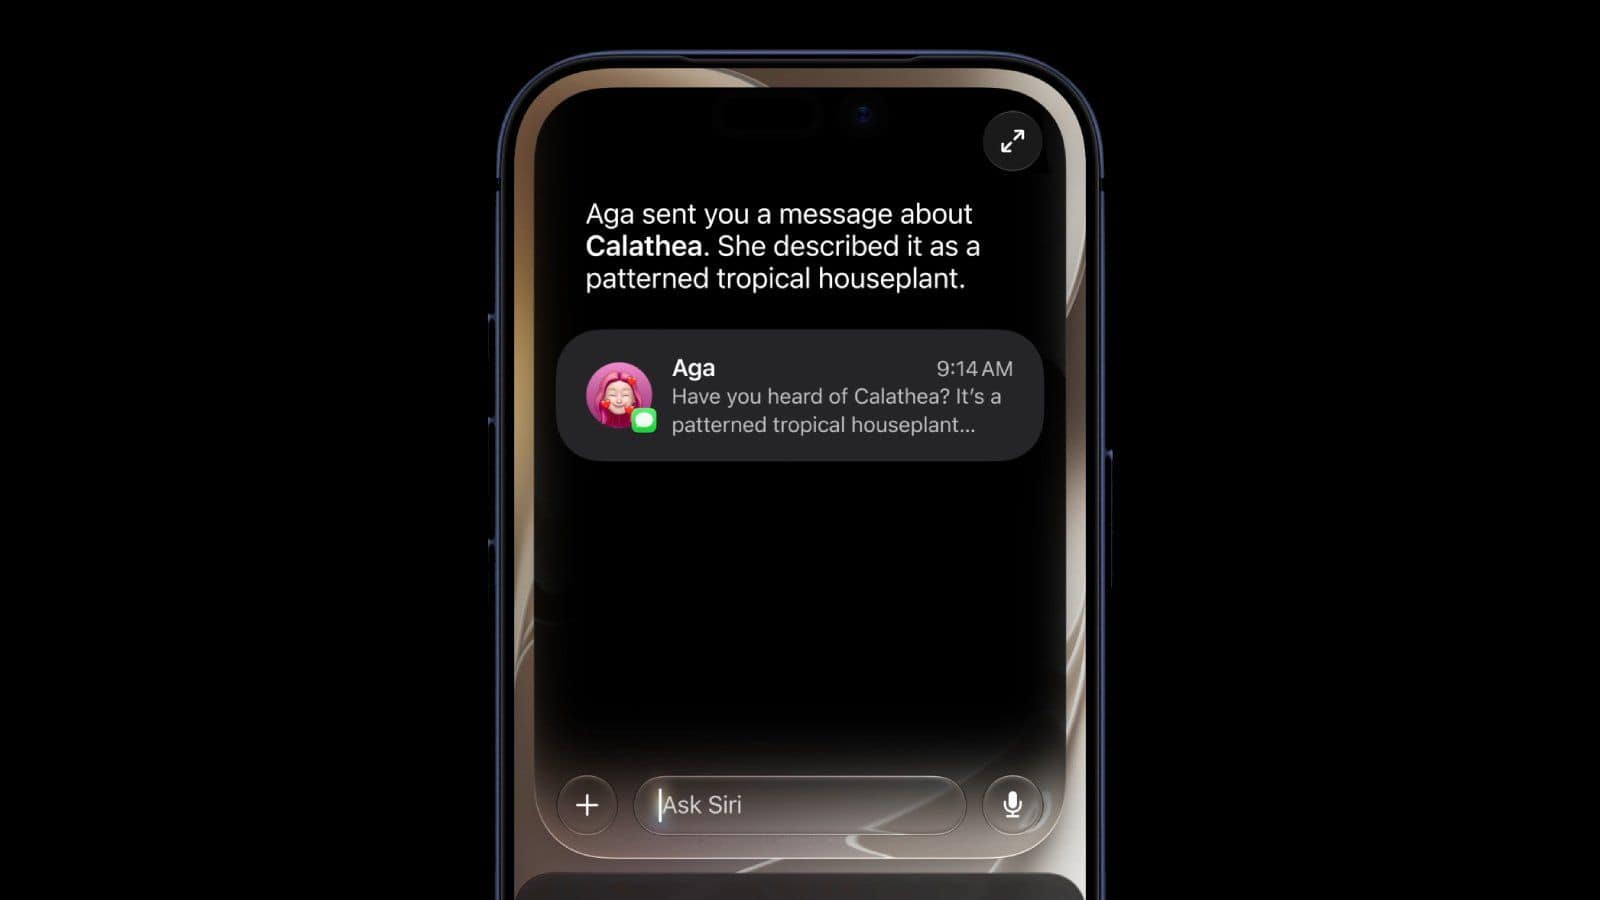 Aga sent you a message about
Calathea. She described it as a
patterned tropical houseplant.
Aga 9:14 AM
Have you heard of Calathea? It’s a
patterned tropical houseplant...
Ask Siri